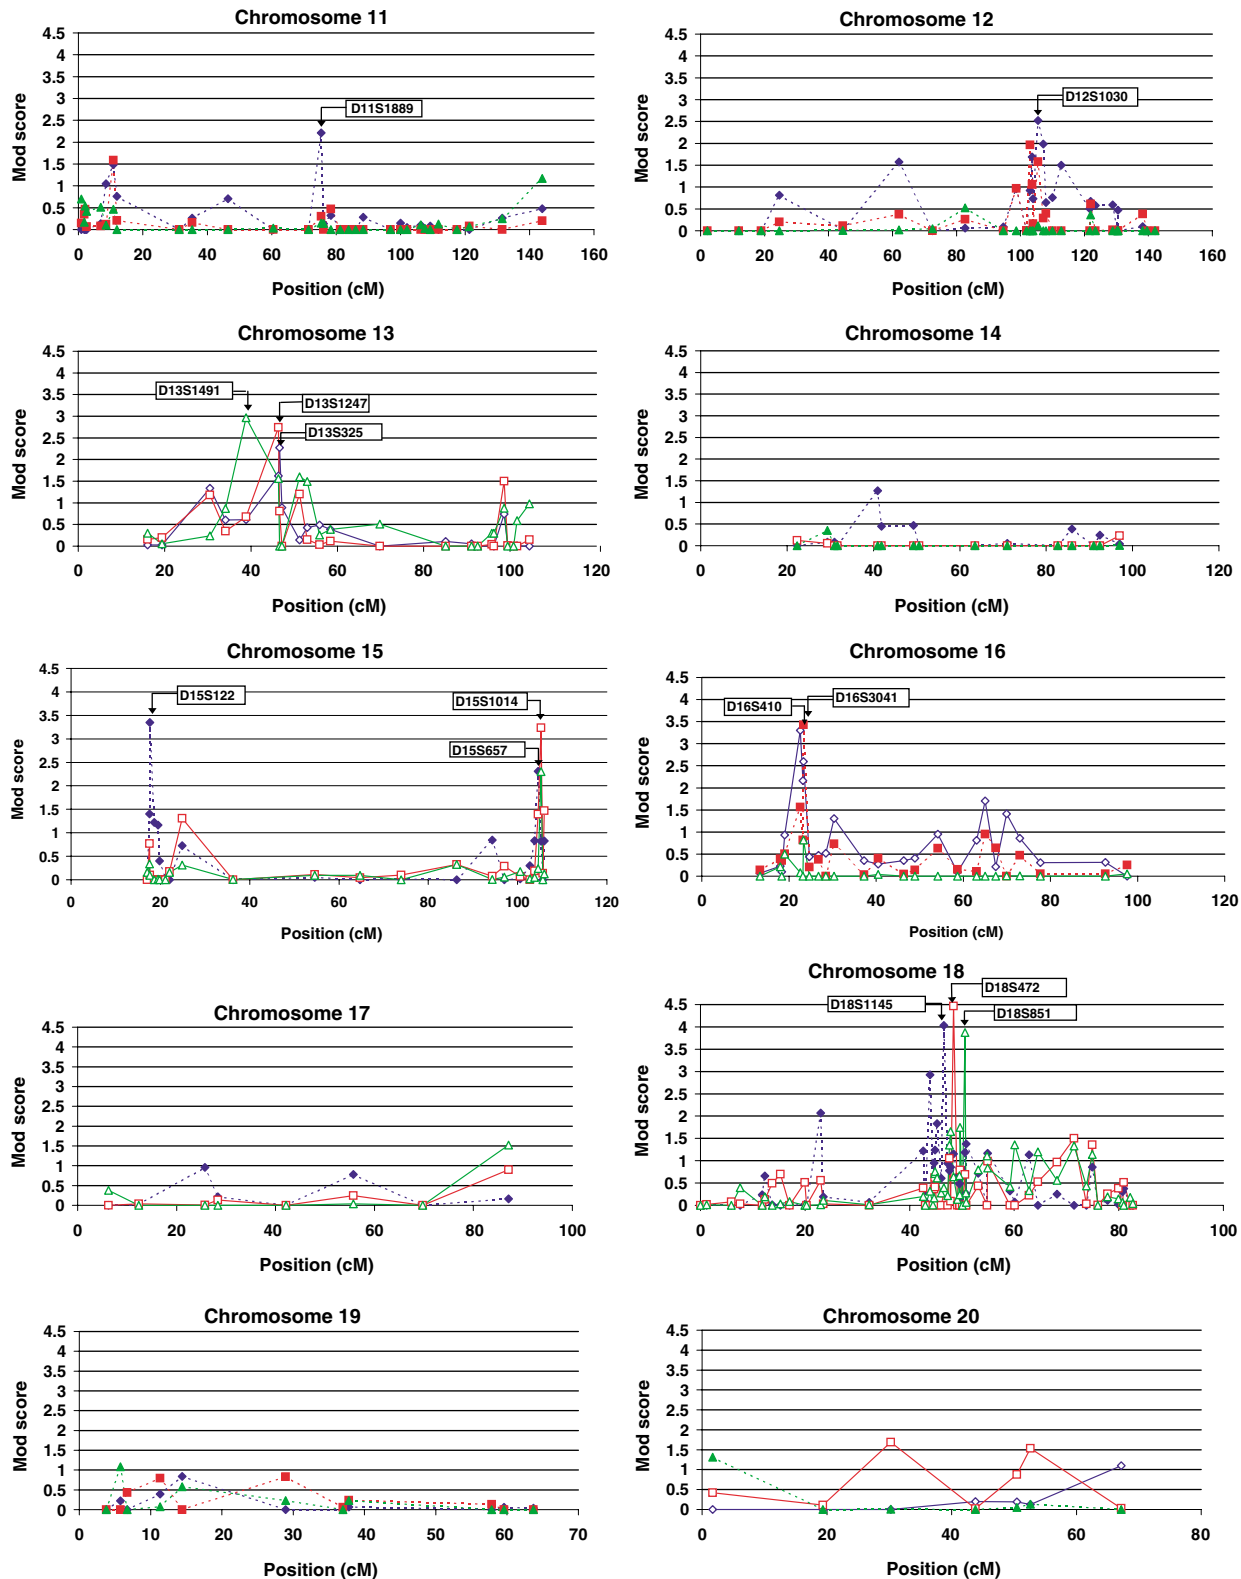 Chromosome 11
4.5
4
3.5
3
2.5
2
1.5
1
0.5
0
Mod score
D11S1889
0 20 40 60 80 100 120 140 160
Position (cM)
Chromosome 12
4.5
4
3.5
3
2.5
2
1.5
1
0.5
0
Mod score
D12S1030
0 20 40 60 80 100 120 140 160
Position (cM)
Chromosome 13
4.5
4
3.5
3
2.5
2
1.5
1
0.5
0
Mod score
D13S1491
D13S1247
D13S325
0 20 40 60 80 100 120
Position (cM)
Chromosome 14
4.5
4
3.5
3
2.5
2
1.5
1
0.5
0
Mod score
0 20 40 60 80 100 120
Position (cM)
Chromosome 15
4.5
4
3.5
3
2.5
2
1.5
1
0.5
0
Mod score
D15S122
D15S1014
D15S657
0 20 40 60 80 100 120
Position (cM)
Chromosome 16
4.5
4
3.5
3
2.5
2
1.5
1
0.5
0
Mod score
D16S410
D16S3041
0 20 40 60 80 100 120
Position (cM)
Chromosome 17
4.5
4
3.5
3
2.5
2
1.5
1
0.5
0
Mod score
0 20 40 60 80 100
Position (cM)
Chromosome 18
4.5
4
3.5
3
2.5
2
1.5
1
0.5
0
Mod score
D18S1145
D18S472
D18S851
0 20 40 60 80 100
Position (cM)
Chromosome 19
4.5
4
3.5
3
2.5
2
1.5
1
0.5
0
Mod score
0 10 20 30 40 50 60 70
Position (cM)
Chromosome 20
4.5
4
3.5
3
2.5
2
1.5
1
0.5
0
Mod score
0 20 40 60 80
Position (cM)